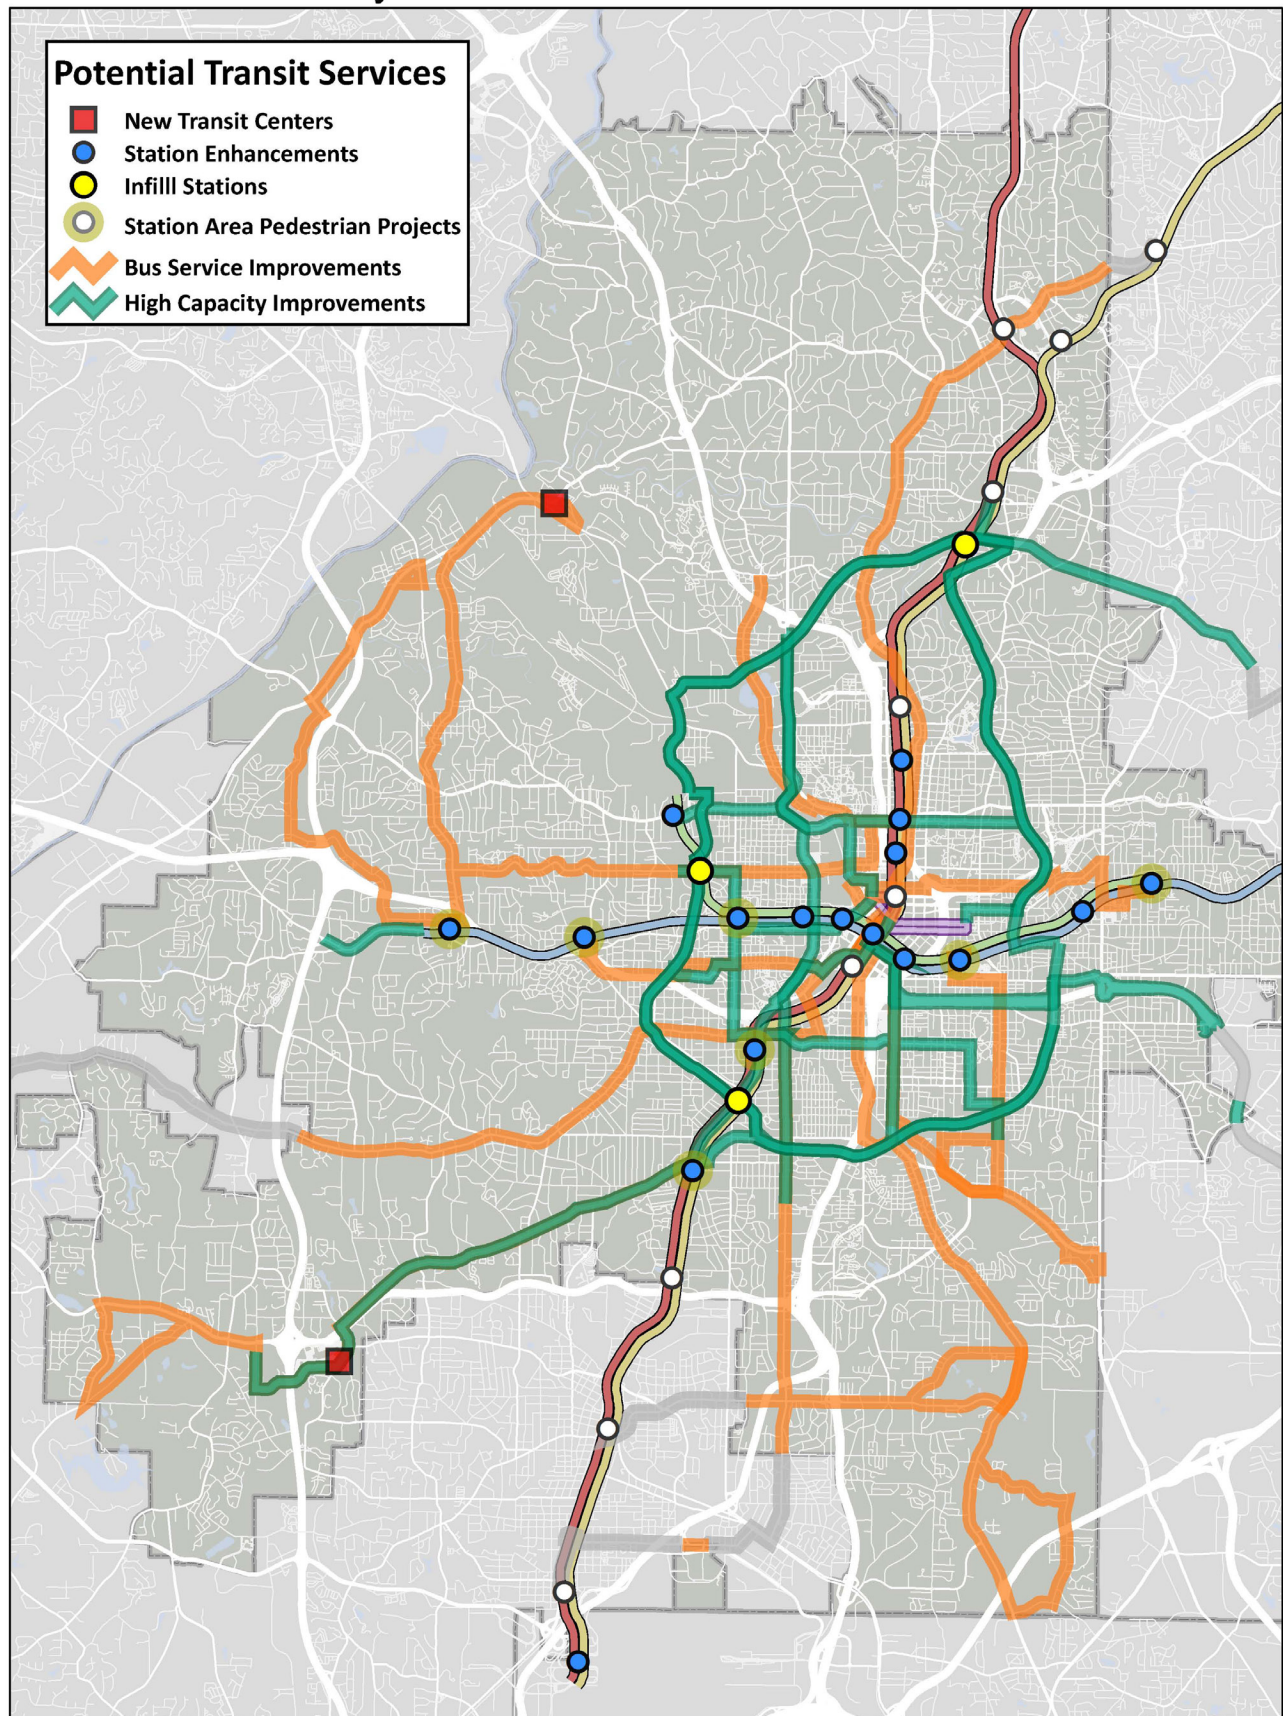 Potential Transit Services
New Transit Centers
Station Enhancements
Infilll Stations
Station Area Pedestrian Projects
Bus Service Improvements
High Capacity Improvements